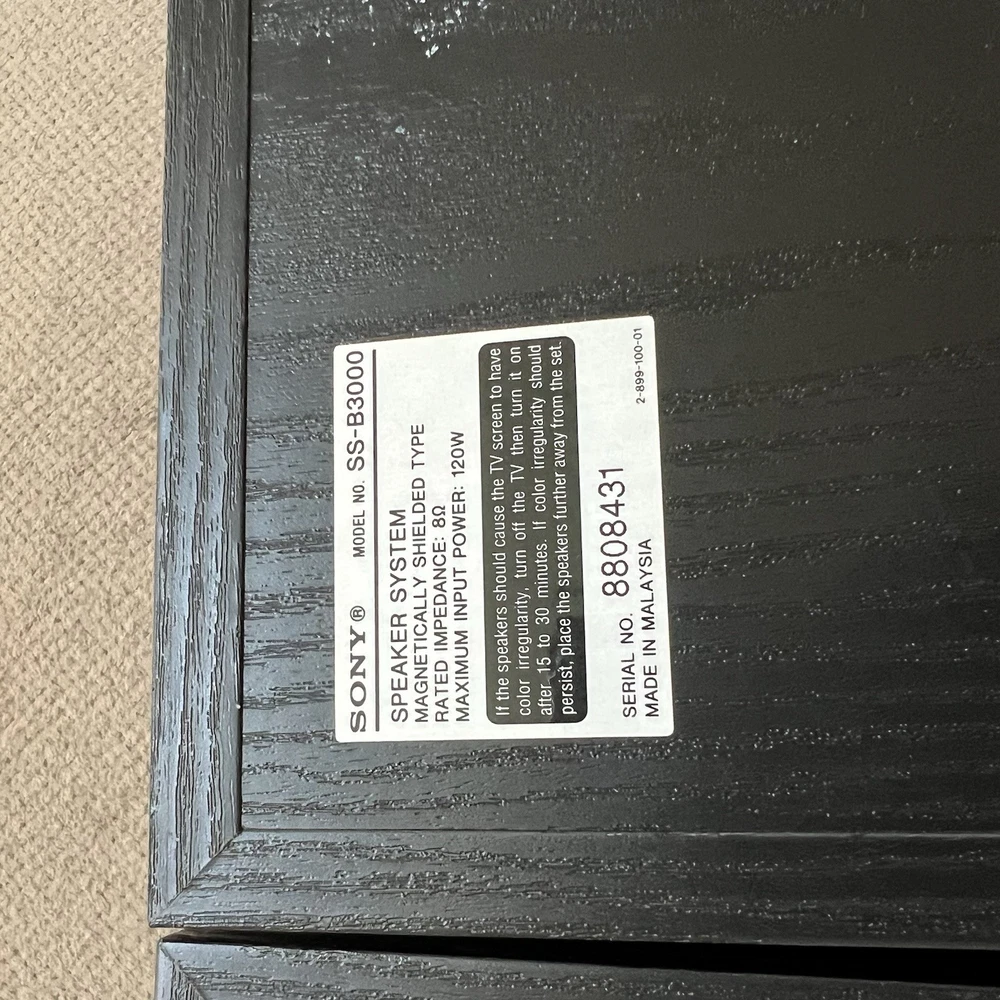 SONY® MODEL NO. SS-B3000
SPEAKER SYSTEM
MAGNETICALLY SHIELDED TYPE
RATED IMPEDANCE: 8Ω
MAXIMUM INPUT POWER: 120W
If the speakers should cause the TV screen to have
color irregularity, turn off the TV then turn it on
after 15 to 30 minutes. If color irregularity should
persist, place the speakers further away from the set.
SERIAL NO. 8808431
MADE IN MALAYSIA
2-899-100-01